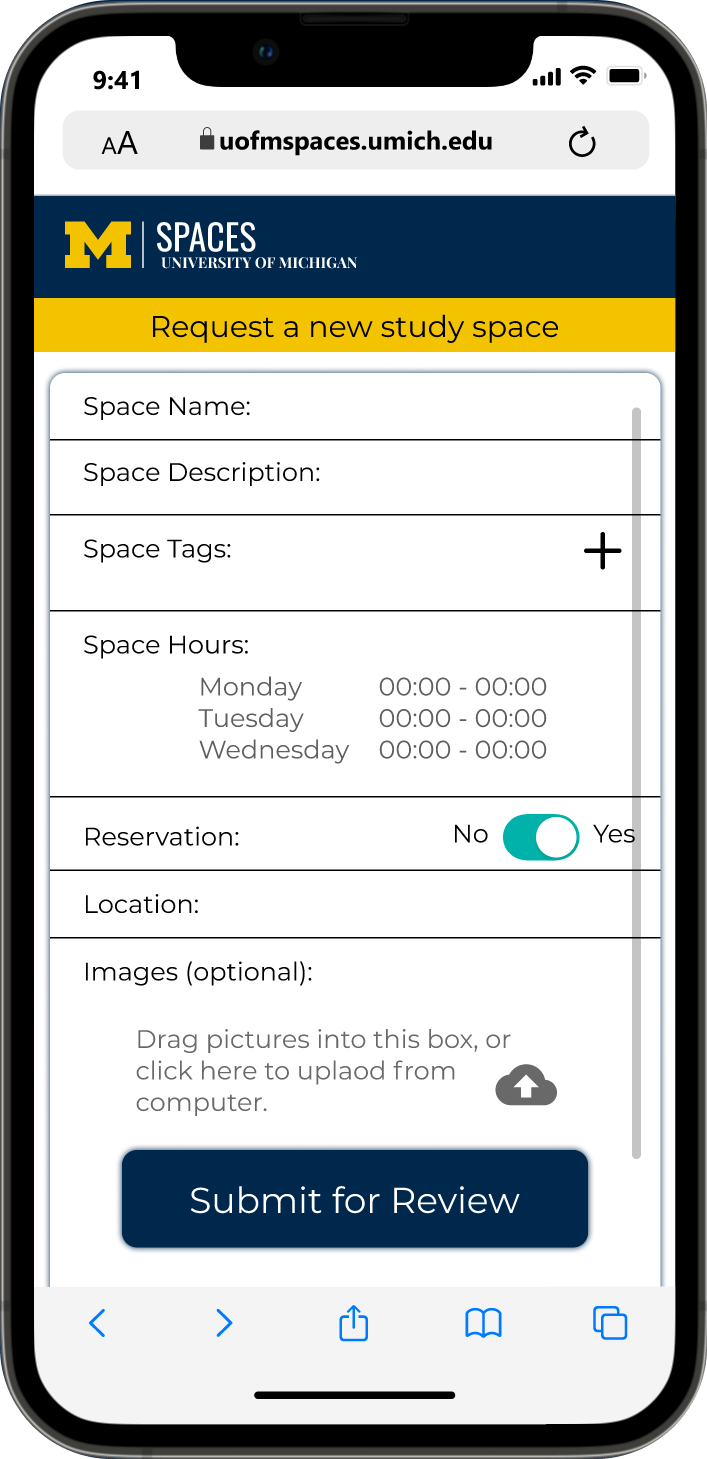 9:41
AA uofmspaces.umich.edu
M SPACES
UNIVERSITY OF MICHIGAN
Request a new study space
Space Name:
Space Description:
Space Tags:
Space Hours:
Monday 00:00 - 00:00
Tuesday 00:00 - 00:00
Wednesday 00:00 - 00:00
Reservation: No Yes
Location:
Images (optional):
Drag pictures into this box, or
click here to uplaod from
computer.
Submit for Review